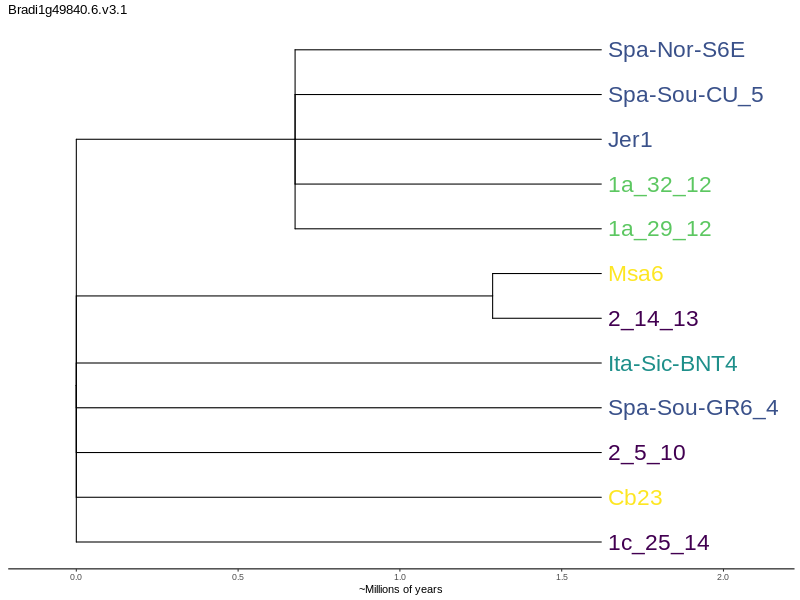 Bradi1g49840.6.v3.1
Spa-Nor-S6E
Spa-Sou-CU_5
Jer1
1a_32_12
1a_29_12
Msa6
2_14_13
Ita-Sic-BNT4
Spa-Sou-GR6_4
2_5_10
Cb23
1c_25_14
0.0 0.5 1.0 1.5 2.0
~Millions of years